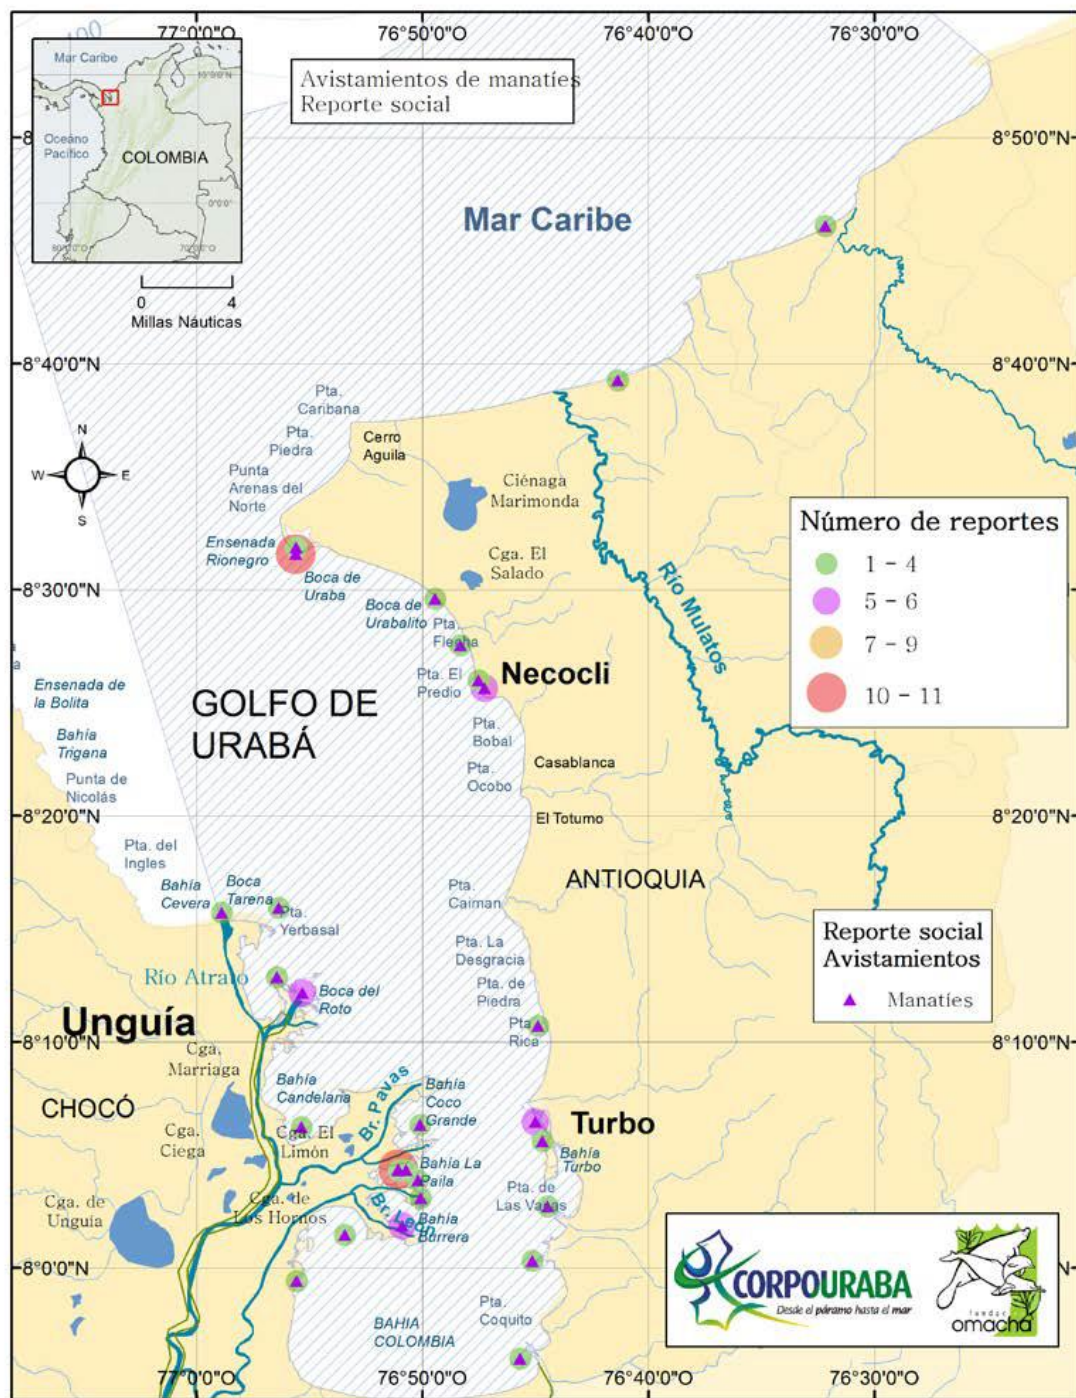 77°0'0"O
76°50'0"O
76°40'0"O
76°30'0"O
Mar Caribe
Océano
Pacífico
COLOMBIA
Avistamientos de manatíes
Reporte social
8°50'0"N
Mar Caribe
0
4
Millas Náuticas
8°40'0"N
8°40'0"N
Pta.
Caribana
Pta.
Piedra
Cerro
Aguila
N
W
E
S
Punta
Arenas del
Norte
Ciénaga
Marimonda
Ensenada
Rionegro
Boca de
Uraba
Cga. El
Salado
8°30'0"N
Boca de
Urabalito
Pta.
Flecha
Río Mulatos
Número de reportes
1 - 4
5 - 6
7 - 9
10 - 11
Pta. El
Predio
Necocli
Ensenada de
la Bolita
GOLFO DE
URABÁ
Bahía
Trigana
Pta.
Bobal
Punta de
Nicolás
Pta.
Ocobo
Casablanca
8°20'0"N
8°20'0"N
El Totumo
Pta. del
Ingles
Bahía
Cevera
Boca
Tarena
Pta.
Yerbasal
Pta.
Caiman
ANTIOQUIA
Pta. La
Desgracia
Reporte social
Avistamientos
Manatíes
Río Atrato
Boca del
Roto
Pta. de
Piedra
Unguía
Pta.
Rica
8°10'0"N
8°10'0"N
Cga.
Marriaga
CHOCÓ
Bahía
Candelaria
Br. Pavas
Bahía
Coco
Grande
Turbo
Cga.
Ciega
Cga. El
Limón
Bahía La
Paila
Bahía
Turbo
Cga. de
Unguía
Cga. de
Los Hornos
Br. León
Bahía
Burrera
Pta. de
Las Vacas
8°0'0"N
8°0'0"N
BAHIA
COLOMBIA
Pta.
Coquito
CORPOURABA
Desde el páramo hasta el mar
omacha
77°0'0"O
76°50'0"O
76°40'0"O
76°30'0"O